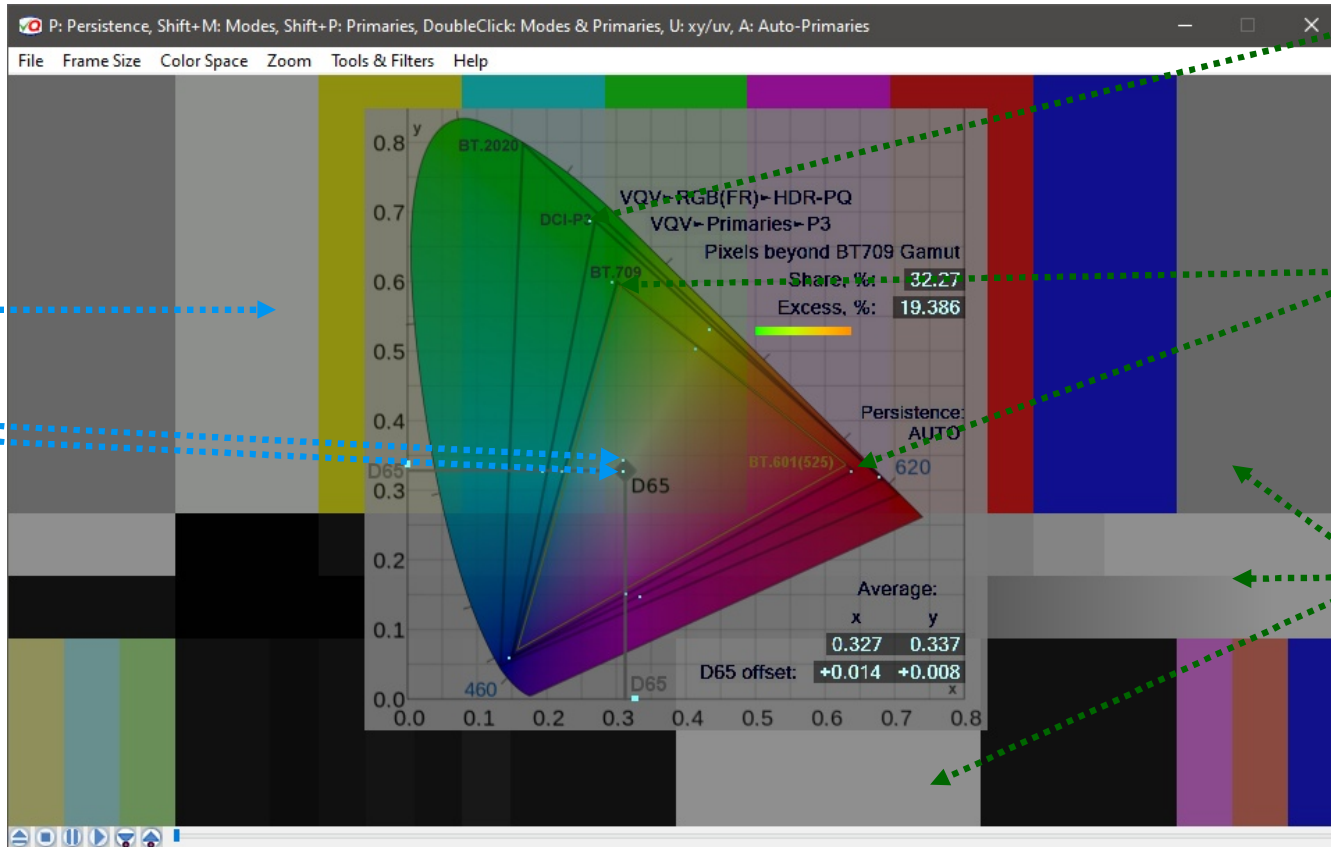 P: Persistence, Shift+M: Modes, Shift+P: Primaries, DoubleClick: Modes & Primaries, U: xy/uv, A: Auto-Primaries
File Frame Size Color Space Zoom Tools & Filters Help
y
0.8
BT.2020
VQV►RGB(FR)►HDR-PQ
0.7
DCI-P3
VQV►Primaries►P3
Pixels beyond BT709 Gamut
BT.709
0.6
Share, %: 32.27
Excess, %: 19.386
0.5
Persistence:
0.4
AUTO
BT.601(525)
620
D65
D65
0.3
0.2
Average:
x y
0.1
0.327 0.337
D65 offset: +0.014 +0.008
460
D65
x
0.0
0.0 0.1 0.2 0.3 0.4 0.5 0.6 0.7 0.8